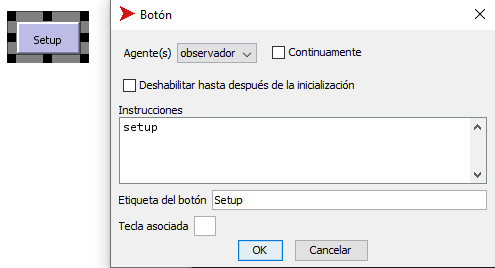 Setup
Botón
Agente(s) observador Continuamente
Deshabilitar hasta después de la inicialización
Instrucciones
setup
Etiqueta del botón Setup
Tecla asociada
OK Cancelar